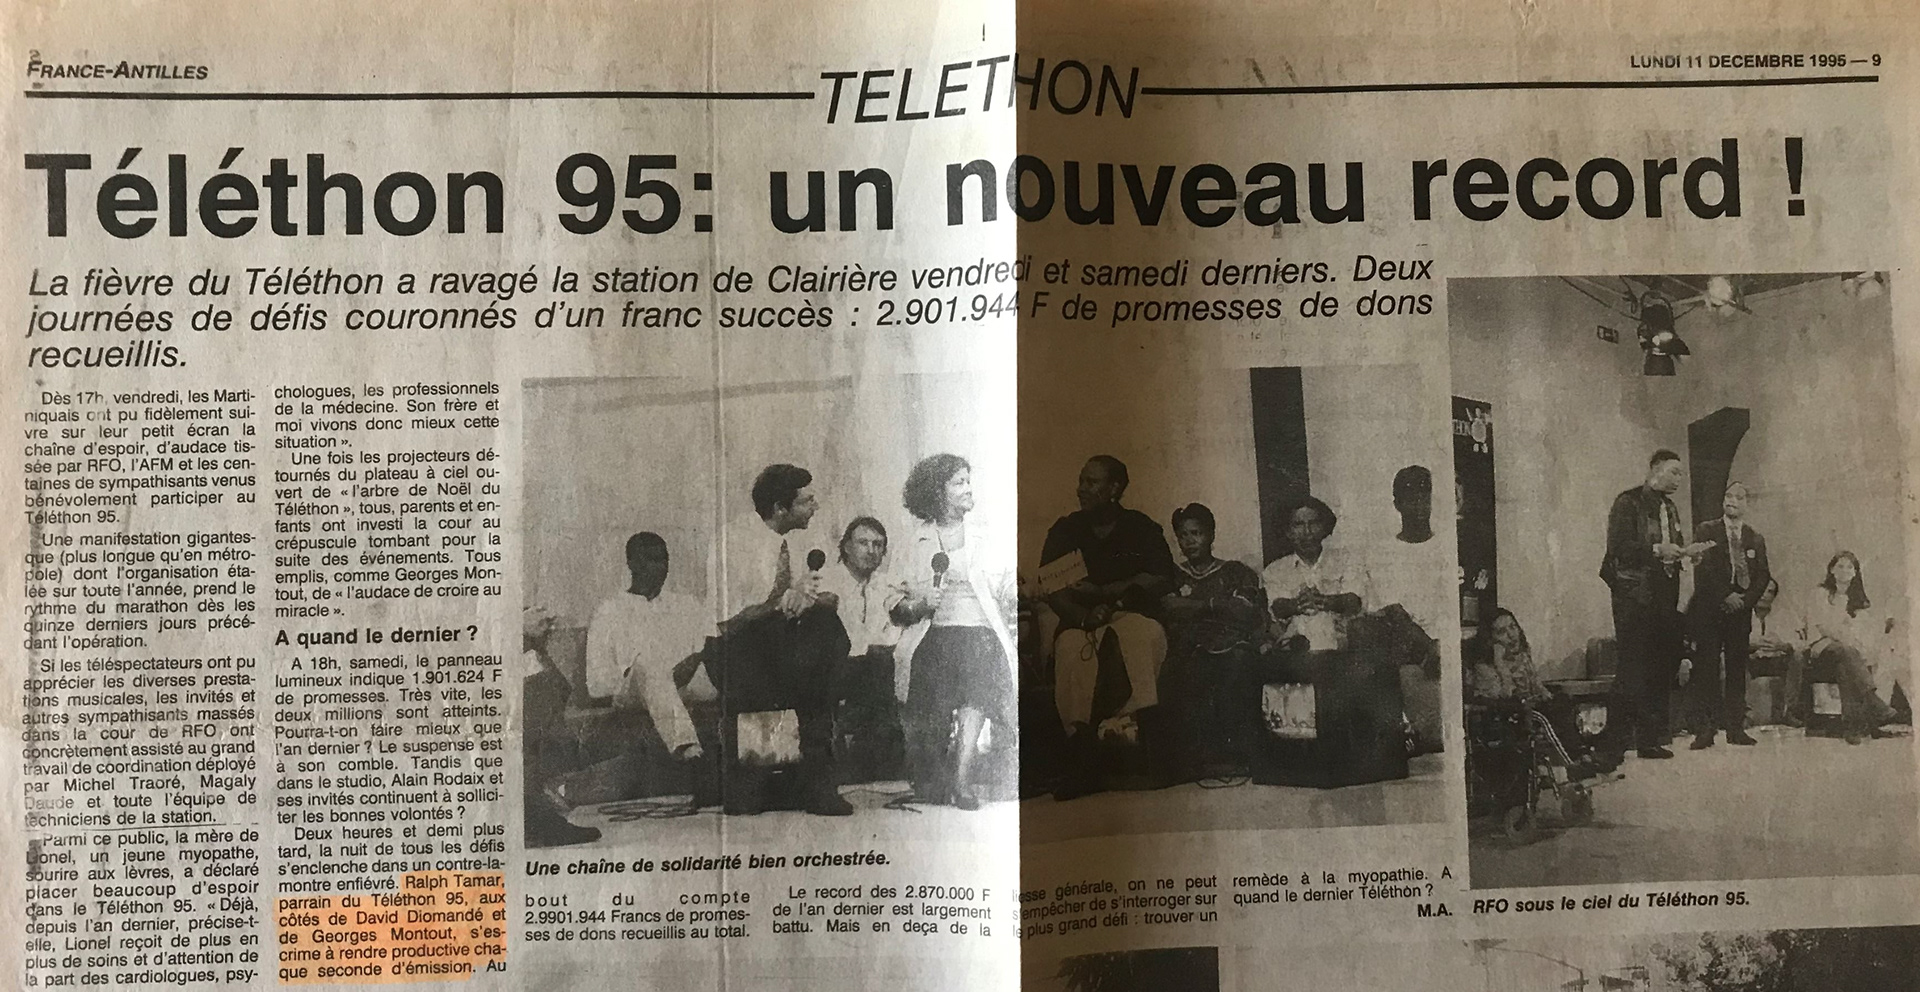 FRANCE-ANTILLES
LUNDI 11 DECEMBRE 1995 — 9
TELETHON
Téléthon 95: un nouveau record !
La fièvre du Téléthon a ravagé la station de Clairière vendredi et samedi derniers. Deux
journées de défis couronnés d'un franc succès : 2.901.944 F de promesses de dons
recueillis.
Dès 17h, vendredi, les Marti-
niquais ont pu fidèlement sui-
vre sur leur petit écran la
chaîne d'espoir, d'audace tis-
sée par RFO, l'AFM et les cen-
taines de sympathisants venus
bénévolement participer au
Téléthon 95.
Une manifestation gigantes-
que (plus longue qu'en métro-
pole) dont l'organisation éta-
lée sur toute l'année, prend le
rythme du marathon dès les
quinze derniers jours précé-
dant l'opération.
Si les téléspectateurs ont pu
apprécier les diverses presta-
tions musicales, les invités et
autres sympathisants massés
dans la cour de RFO ont
concrètement assisté au grand
travail de coordination déployé
par Michel Traoré, Magaly
Daude et toute l'équipe de
techniciens de la station.
Parmi ce public, la mère de
Lionel, un jeune myopathe,
sourire aux lèvres, a déclaré
placer beaucoup d'espoir
dans le Téléthon 95. « Déjà,
depuis l'an dernier, précise-t-
elle, Lionel reçoit de plus en
plus de soins et d'attention de
la part des cardiologues, psy-
chologues, les professionnels
de la médecine. Son frère et
moi vivons donc mieux cette
situation ».
Une fois les projecteurs dé-
tournés du plateau à ciel ou-
vert de « l'arbre de Noël du
Téléthon », tous, parents et en-
fants ont investi la cour au
crépuscule tombant pour la
suite des événements. Tous
emplis, comme Georges Mon-
tout, de « l'audace de croire au
miracle ».
A quand le dernier ?
A 18h, samedi, le panneau
lumineux indique 1.901.624 F
de promesses. Très vite, les
deux millions sont atteints.
Pourra-t-on faire mieux que
l'an dernier ? Le suspense est
à son comble. Tandis que
dans le studio, Alain Rodaix et
ses invités continuent à sollici-
ter les bonnes volontés ?
Deux heures et demi plus
tard, la nuit de tous les défis
s'enclenche dans un contre-la-
montre enfiévré. Ralph Tamar,
parrain du Téléthon 95, aux
côtés de David Diomandé et
de Georges Montout, s'es-
crime à rendre productive cha-
que seconde d'émission. Au
Une chaîne de solidarité bien orchestrée.
bout du compte
2.9901.944 Francs de promes-
ses de dons recueillis au total.
Le record des 2.870.000 F
de l'an dernier est largement
battu. Mais en deça de la
liesse générale, on ne peut
s'empêcher de s'interroger sur
le plus grand défi : trouver un
remède à la myopathie. A
quand le dernier Téléthon ?
M.A.
RFO sous le ciel du Téléthon 95.